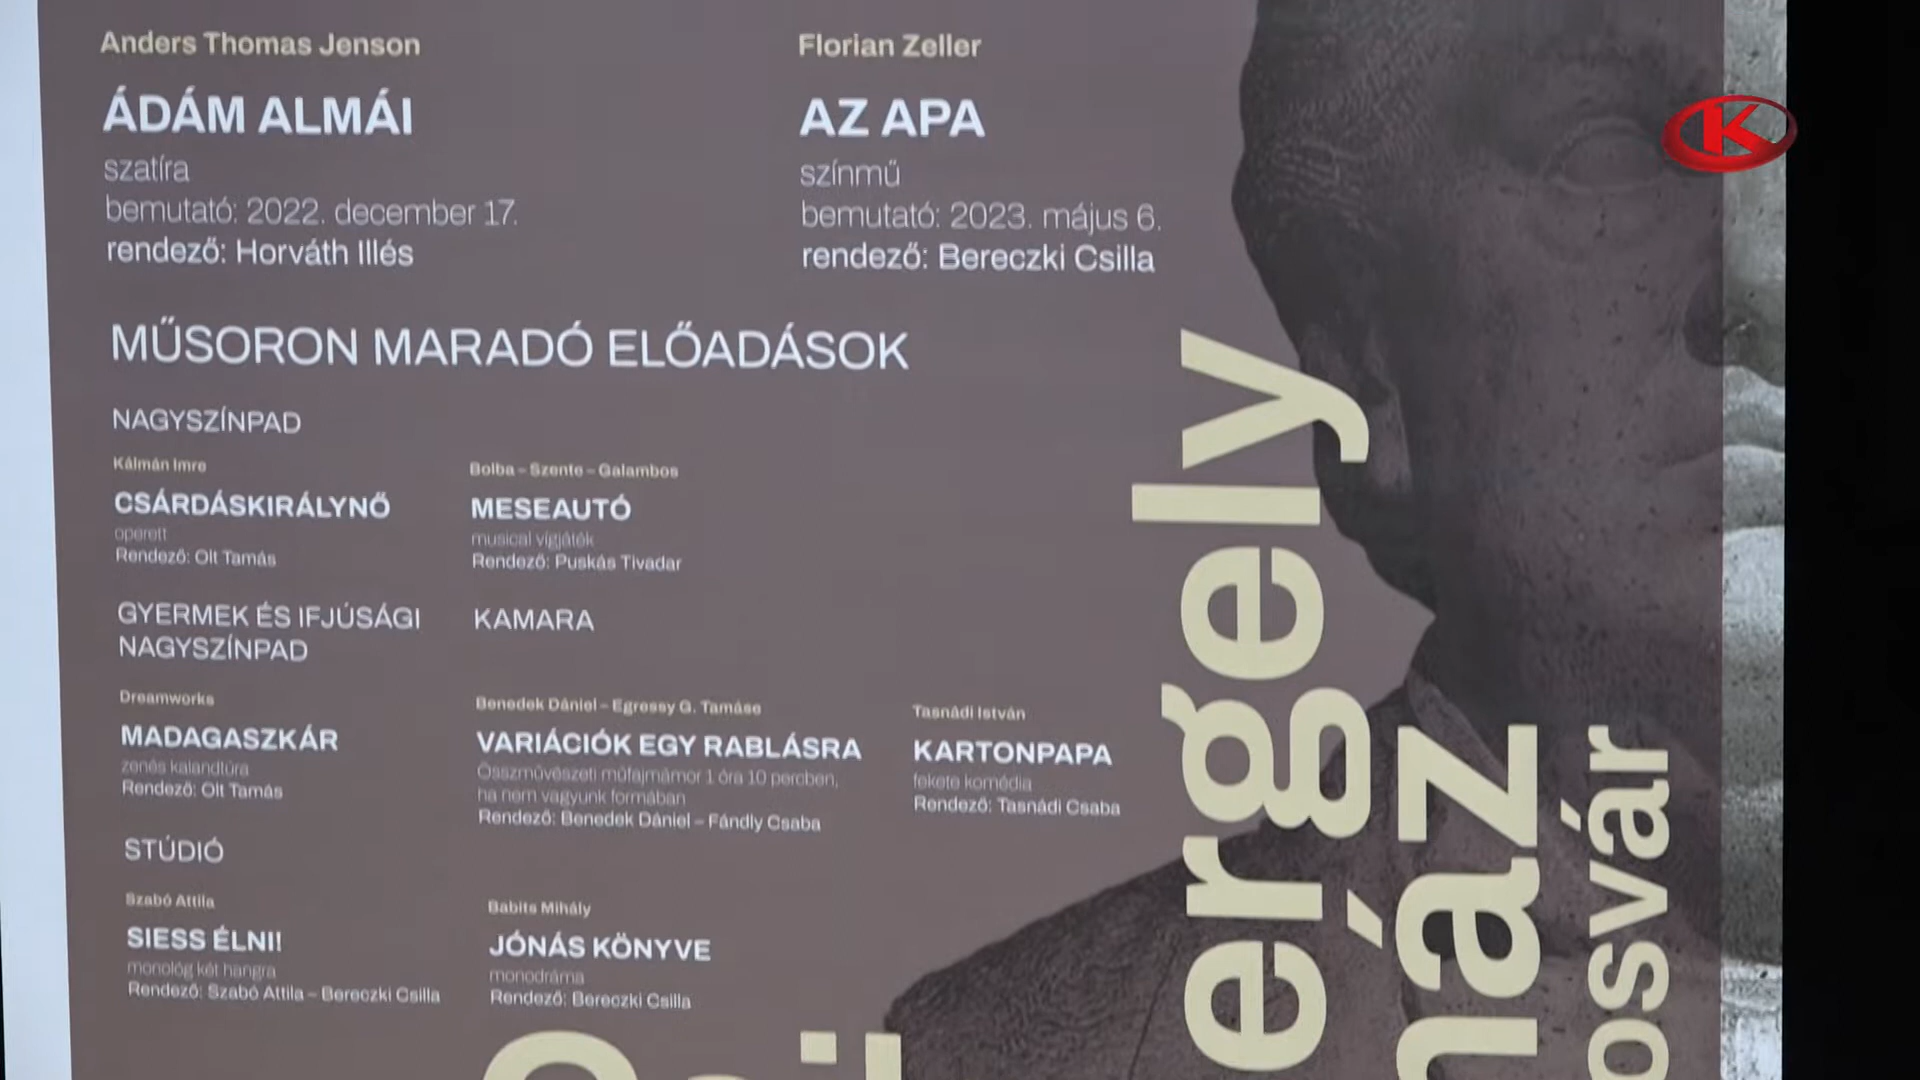 Anders Thomas Jenson
ÁDÁM ALMÁI
szatíra
bemutató: 2022. december 17.
rendező: Horváth Illés
Florian Zeller
AZ APA
színmű
bemutató: 2023. május 6.
rendező: Bereczki Csilla
MŰSORON MARADÓ ELŐADÁSOK
NAGYSZÍNPAD
Kálmán Imre
CSÁRDÁSKIRÁLYNŐ
operett
Rendező: Olt Tamás
Bolba – Szente – Galambos
MESEAUTÓ
musical vígjáték
Rendező: Puskás Tivadar
GYERMEK ÉS IFJÚSÁGI
NAGYSZÍNPAD
Dreamworks
MADAGASZKÁR
zenés kalandtúra
Rendező: Olt Tamás
KAMARA
Benedek Dániel – Egressy G. Tamáse
VARIÁCIÓK EGY RABLÁSRA
Összművészeti műfajmámor 1 óra 10 percben,
ha nem vagyunk formában
Rendező: Benedek Dániel – Fándly Csaba
Tasnádi István
KARTONPAPA
fekete komédia
Rendező: Tasnádi Csaba
STÚDIÓ
Szabó Attila
SIESS ÉLNI!
monológ két hangra
Rendező: Szabó Attila – Bereczki Csilla
Babits Mihály
JÓNÁS KÖNYVE
monodráma
Rendező: Bereczki Csilla
ergely
ház
osvár
K